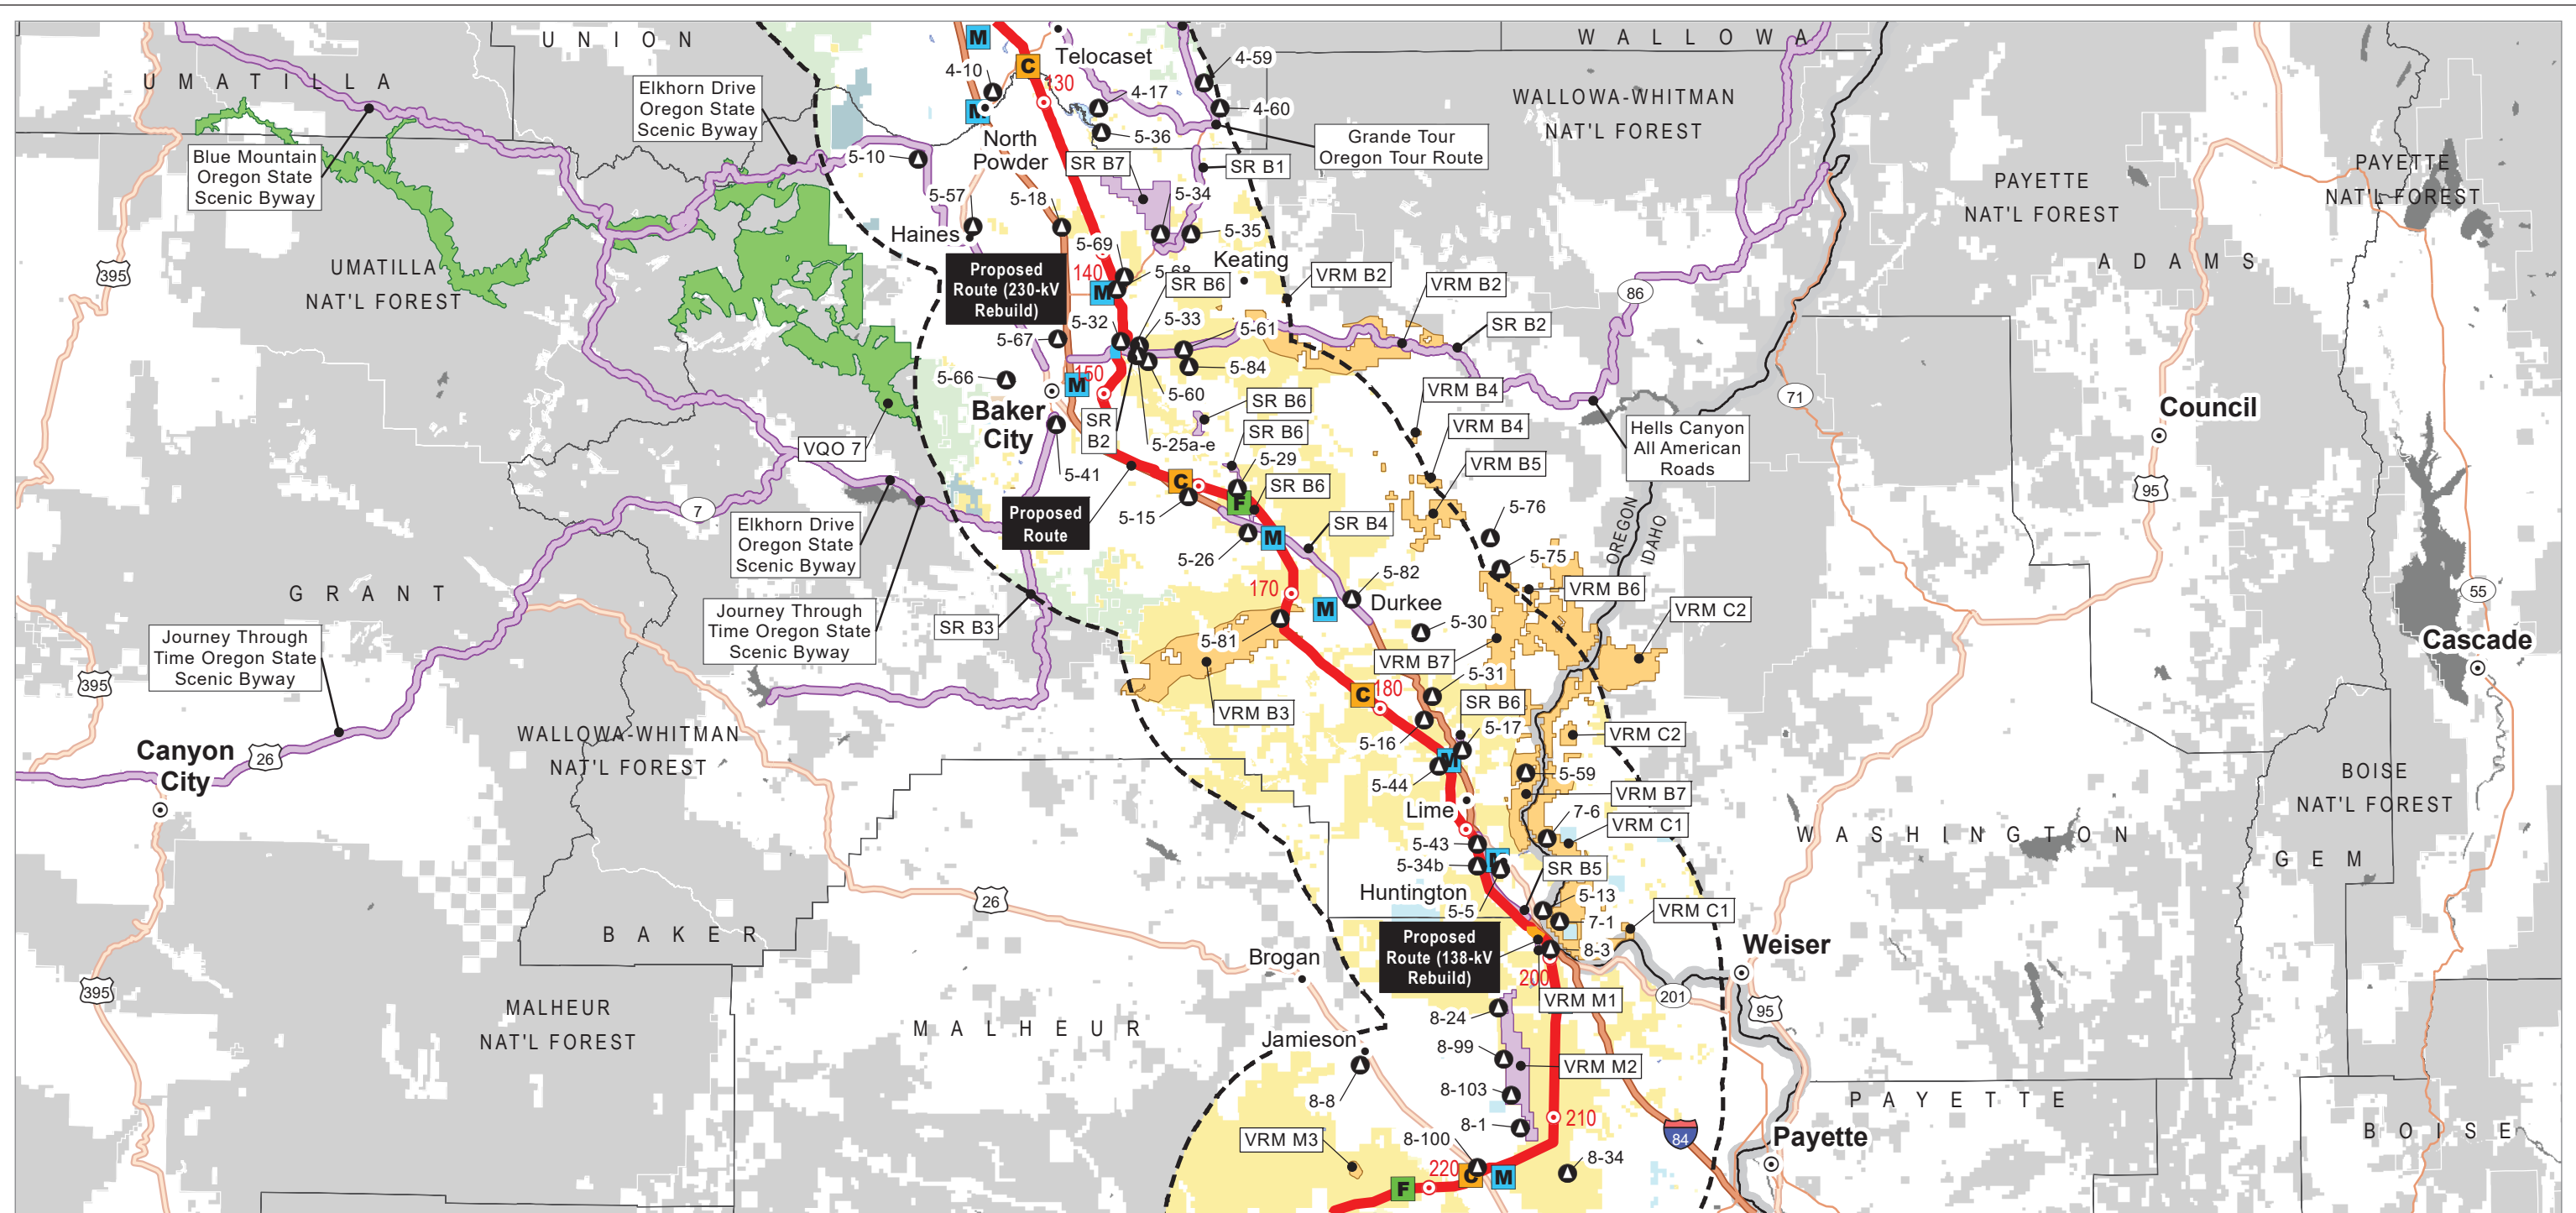 U N I O N
W A L L O W A
U M A T I L L A
M
C
Telocaset
130
4-10
4-59
4-17
4-60
M
5-36
North
Powder
Elkhorn Drive
Oregon State
Scenic Byway
WALLOWA-WHITMAN
NAT'L FOREST
Grande Tour
Oregon Tour Route
Blue Mountain
Oregon State
Scenic Byway
5-10
SR B7
SR B1
PAYETTE
NAT'L FOREST
PAYETTE
NAT'L FOREST
5-57
5-18
5-34
Haines
5-35
5-69
Keating
395
UMATILLA
NAT'L FOREST
Proposed
Route (230-kV
Rebuild)
140
5-68
M
SR B6
VRM B2
VRM B2
86
A D A M S
5-32
5-33
5-61
SR B2
5-67
5-66
M
150
5-84
5-60
VRM B4
71
Council
Baker
City
SR
B2
SR B6
5-25a-e
SR B6
VRM B4
Hells Canyon
All American
Roads
VQO 7
5-41
5-29
VRM B5
C
F
SR B6
95
7
Proposed
Route
5-15
5-26
M
SR B4
5-76
OREGON
IDAHO
Elkhorn Drive
Oregon State
Scenic Byway
5-75
G R A N T
170
5-82
M
Durkee
VRM B6
VRM C2
55
Journey Through
Time Oregon State
Scenic Byway
SR B3
5-81
5-30
Cascade
Journey Through
Time Oregon State
Scenic Byway
VRM B7
5-31
395
C
180
SR B6
VRM B3
5-16
5-17
VRM C2
WALLOWA-WHITMAN
NAT'L FOREST
Canyon
City
26
M
5-44
5-59
BOISE
NAT'L FOREST
VRM B7
Lime
7-6
VRM C1
W A S H I N G T O N
5-43
5-34b
G E M
SR B5
Huntington
5-5
5-13
26
7-1
VRM C1
B A K E R
Proposed
Route (138-kV
Rebuild)
8-3
Weiser
Brogan
200
395
VRM M1
201
95
MALHEUR
NAT'L FOREST
M A L H E U R
8-24
Jamieson
8-99
VRM M2
8-8
8-103
P A Y E T T E
8-1
210
84
VRM M3
8-100
Payette
B O I S E
220
C
M
8-34
F